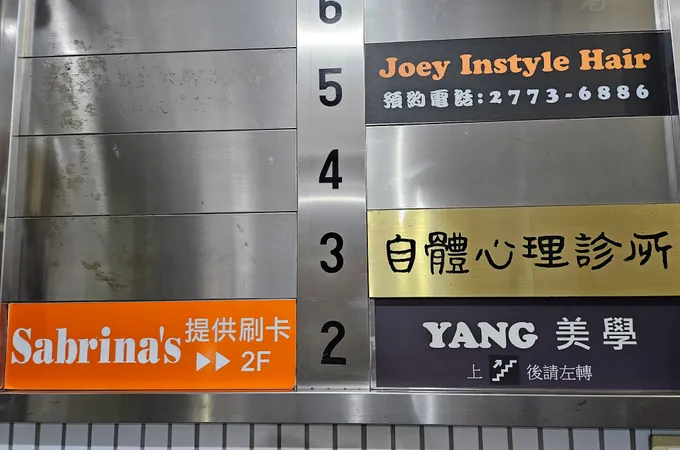 6
5
Joey Instyle Hair
預約電話:2773-6886
4
3
自體心理診所
Sabrina's
提供刷卡
▶▶ 2F
2
YANG 美學
上 後請左轉